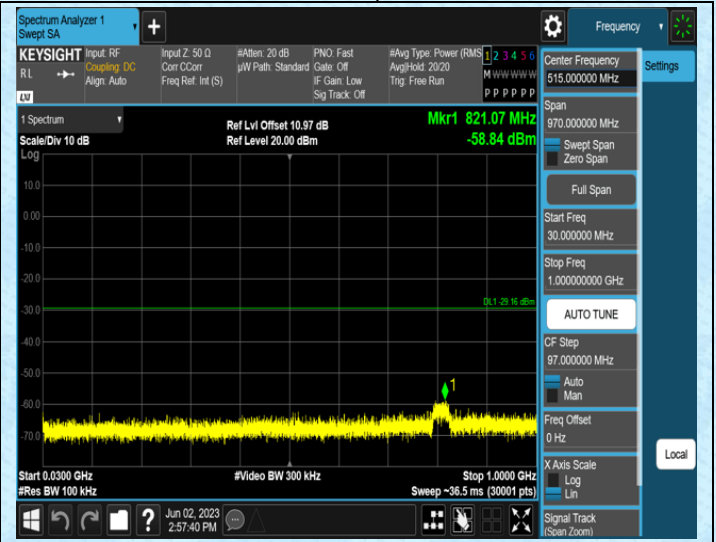 Spectrum Analyzer 1
Swept SA
+
Frequency
KEYSIGHT
RL
LXI
Input: RF
Coupling: DC
Align: Auto
Input Z: 50 Ω
Corr CCorr
Freq Ref: Int (S)
#Atten: 20 dB
µW Path: Standard
PNO: Fast
Gate: Off
IF Gain: Low
Sig Track: Off
#Avg Type: Power (RMS
Avg|Hold: 20/20
Trig: Free Run
1 2 3 4 5 6
M W W W W W
P P P P P P
1 Spectrum
Scale/Div 10 dB
Log
Ref Lvl Offset 10.97 dB
Ref Level 20.00 dBm
Mkr1 821.07 MHz
-58.84 dBm
10.0
0.00
-10.0
-20.0
-30.0
-40.0
-50.0
-60.0
-70.0
DL1 -29.16 dBm
1
Start 0.0300 GHz
#Res BW 100 kHz
#Video BW 300 kHz
Stop 1.0000 GHz
Sweep ~36.5 ms (30001 pts)
?
Jun 02, 2023
2:57:40 PM
Center Frequency
515.000000 MHz
Settings
Span
970.000000 MHz
Swept Span
Zero Span
Full Span
Start Freq
30.000000 MHz
Stop Freq
1.000000000 GHz
AUTO TUNE
CF Step
97.000000 MHz
Auto
Man
Freq Offset
0 Hz
X Axis Scale
Log
Lin
Signal Track
(Span Zoom)
Local